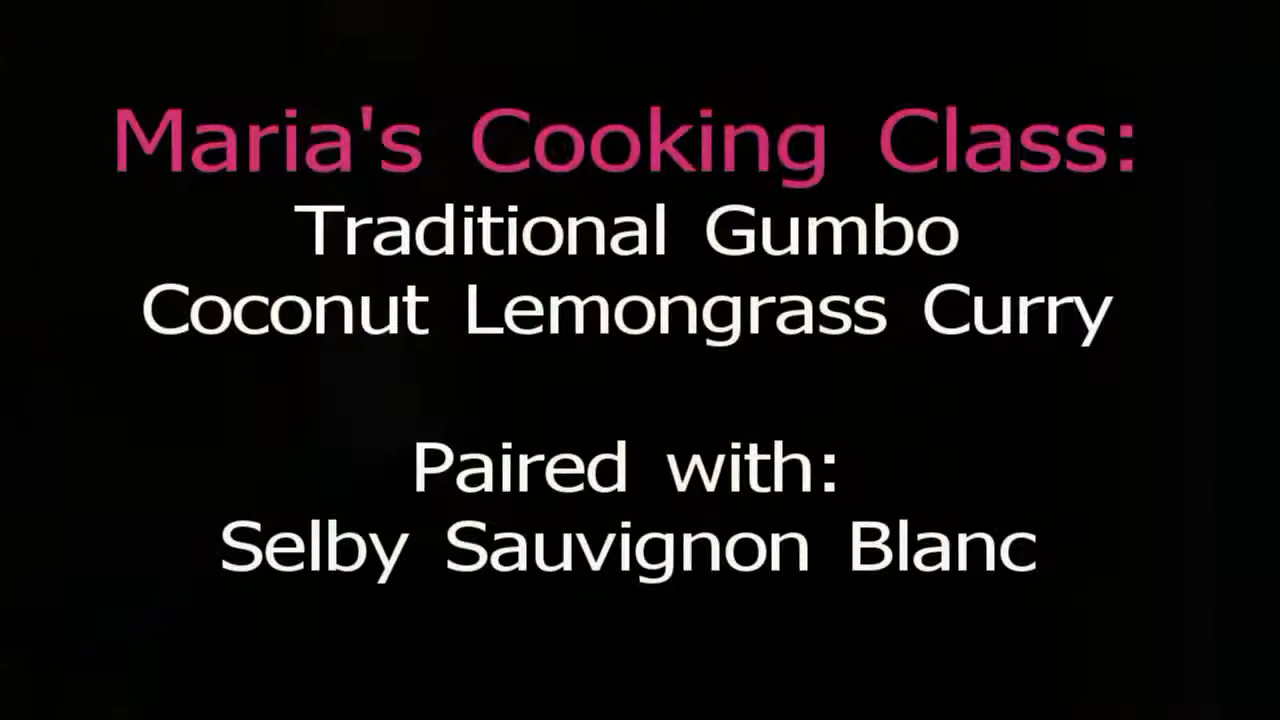 Maria's Cooking Class:
Traditional Gumbo
Coconut Lemongrass Curry
Paired with:
Selby Sauvignon Blanc